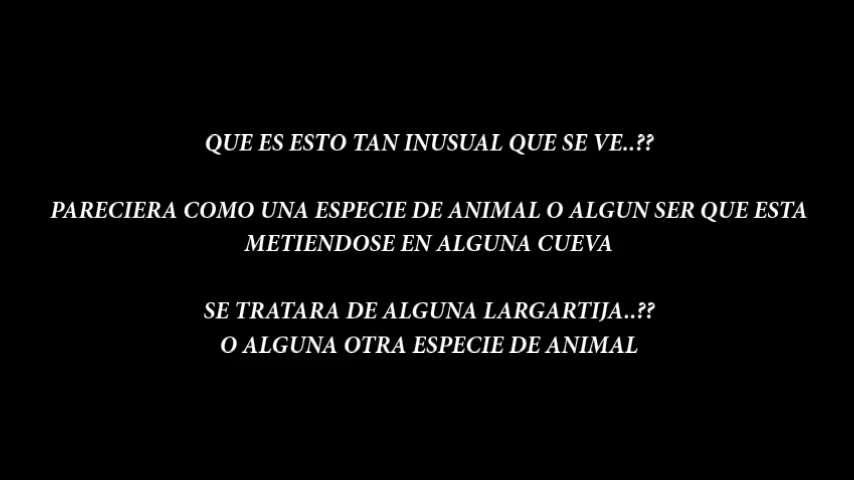 QUE ES ESTO TAN INUSUAL QUE SE VE..??
PARECIERA COMO UNA ESPECIE DE ANIMAL O ALGUN SER QUE ESTA
METIENDOSE EN ALGUNA CUEVA
SE TRATARA DE ALGUNA LARGARTIJA..??
O ALGUNA OTRA ESPECIE DE ANIMAL